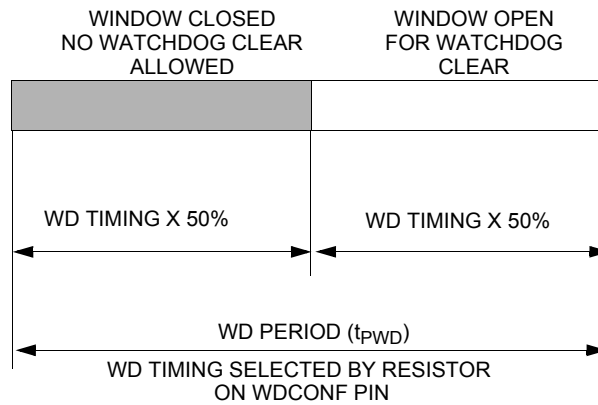 WINDOW CLOSED
NO WATCHDOG CLEAR
ALLOWED
WINDOW OPEN
FOR WATCHDOG
CLEAR
WD TIMING X 50%
WD TIMING X 50%
WD PERIOD (tPWD)
WD TIMING SELECTED BY RESISTOR
ON WDCONF PIN